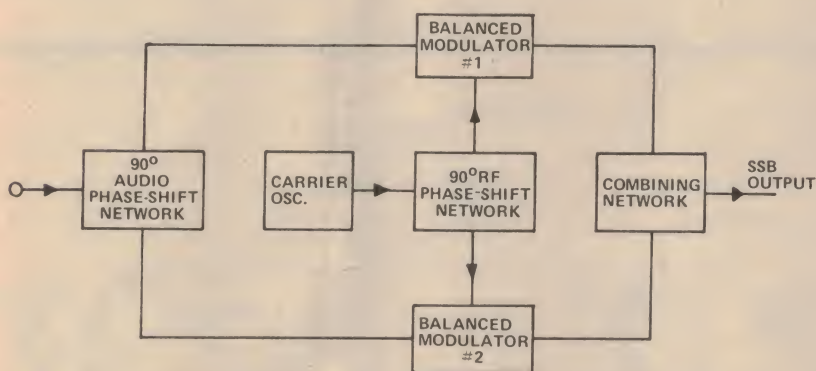 BALANCED
MODULATOR
#1
90°
AUDIO
PHASE-SHIFT
NETWORK
CARRIER
OSC.
90° RF
PHASE-SHIFT
NETWORK
COMBINING
NETWORK
SSB
OUTPUT
BALANCED
MODULATOR
#2